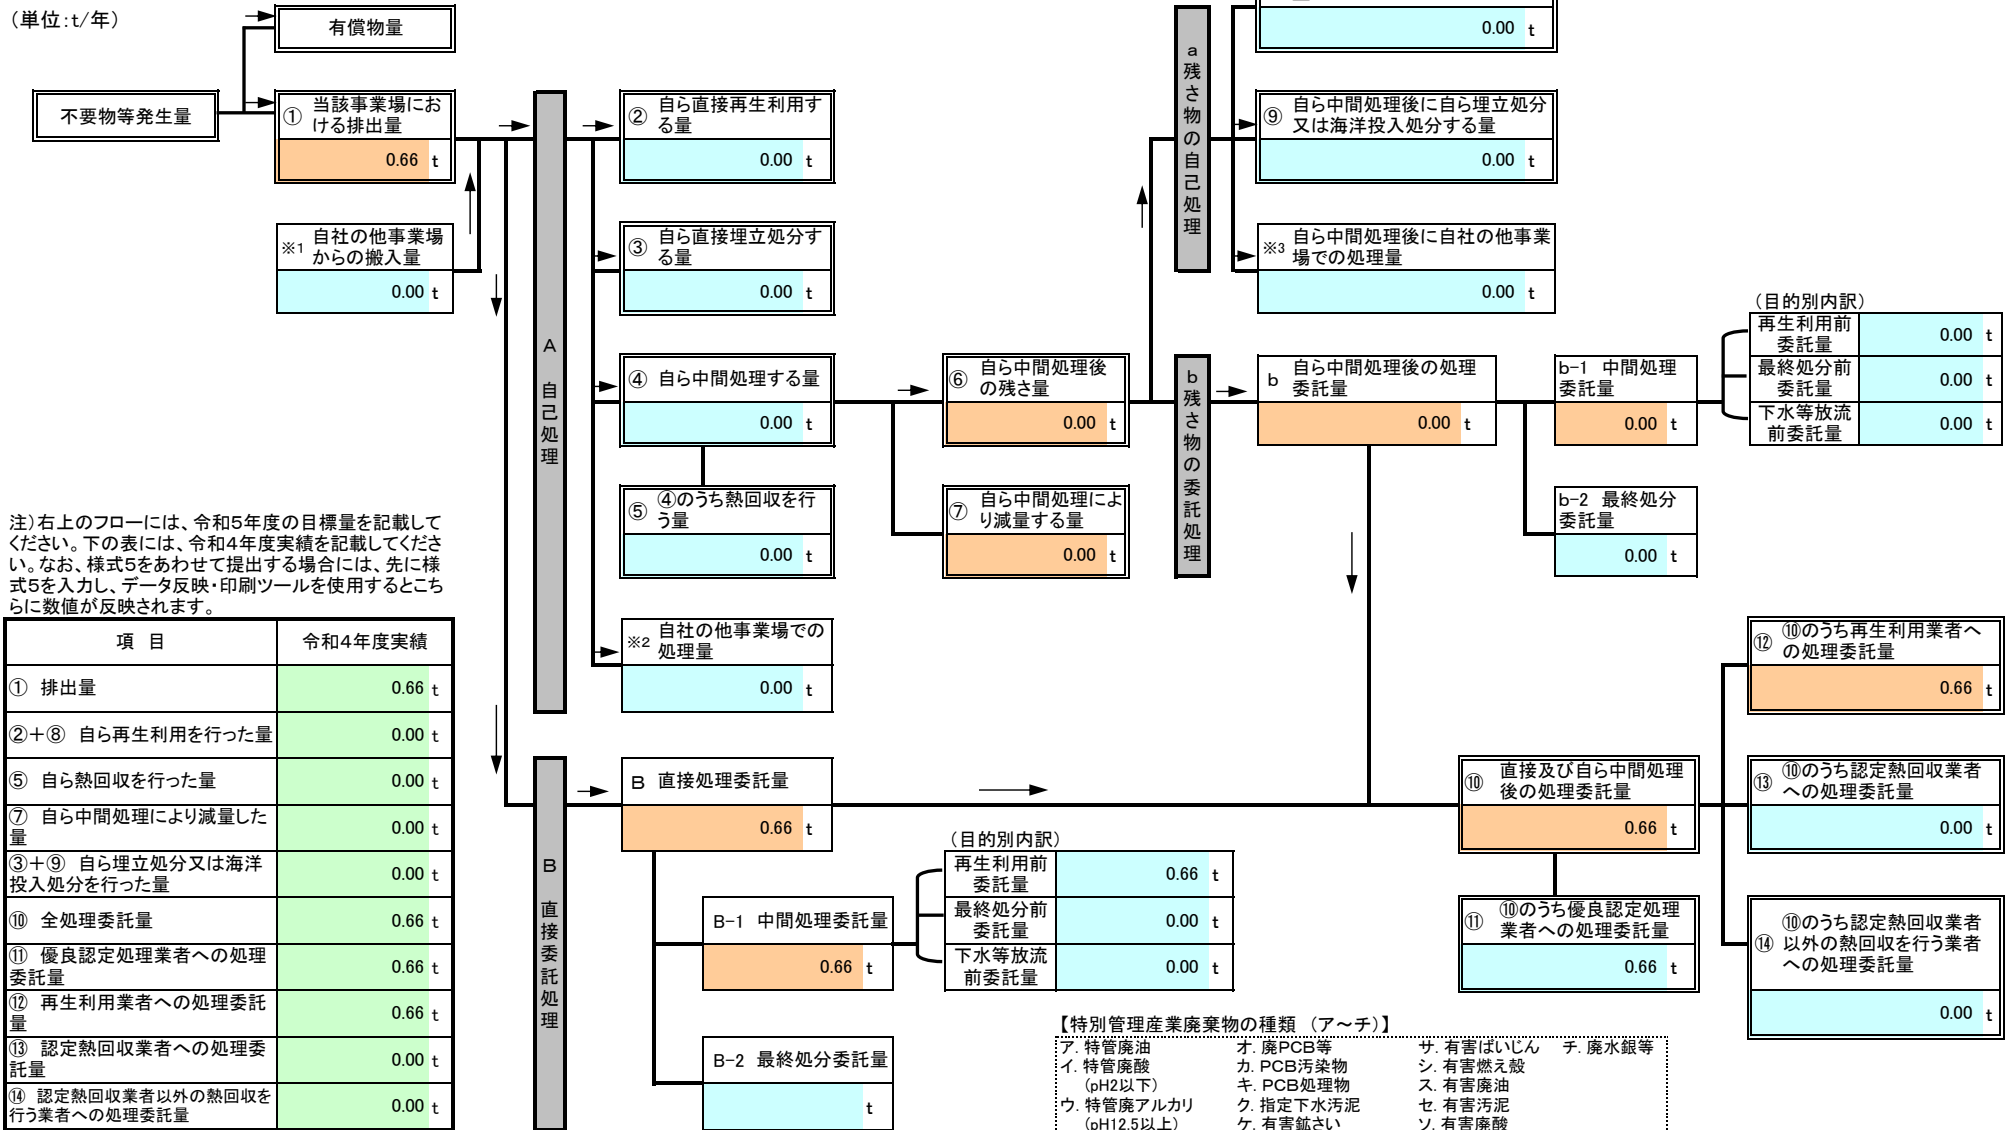 (単位:t/年)
有償物量
不要物等発生量
① 当該事業場にお
ける排出量
0.66 t
※1 自社の他事業場
からの搬入量
0.00 t
A 自己処理
② 自ら直接再生利用す
る量
0.00 t
③ 自ら直接埋立処分す
る量
0.00 t
④ 自ら中間処理する量
0.00 t
⑤ ④のうち熱回収を行
う量
0.00 t
※2 自社の他事業場での
処理量
0.00 t
⑥ 自ら中間処理後
の残さ量
0.00 t
⑦ 自ら中間処理によ
り減量する量
0.00 t
a 残さ物の自己処理
0.00 t
⑨ 自ら中間処理後に自ら埋立処分
又は海洋投入処分する量
0.00 t
※3 自ら中間処理後に自社の他事業
場での処理量
0.00 t
b 残さ物の委託処理
b 自ら中間処理後の処理
委託量
0.00 t
b-1 中間処理
委託量
0.00 t
b-2 最終処分
委託量
0.00 t
(目的別内訳)
再生利用前
委託量
0.00 t
最終処分前
委託量
0.00 t
下水等放流
前委託量
0.00 t
注)右上のフローには、令和5年度の目標量を記載して
ください。下の表には、令和4年度実績を記載してくださ
い。なお、様式5をあわせて提出する場合には、先に様
式5を入力し、データ反映・印刷ツールを使用するとこち
らに数値が反映されます。
項 目 令和4年度実績
① 排出量 0.66 t
②+⑧ 自ら再生利用を行った量 0.00 t
⑤ 自ら熱回収を行った量 0.00 t
⑦ 自ら中間処理により減量した
量 0.00 t
③+⑨ 自ら埋立処分又は海洋
投入処分を行った量 0.00 t
⑩ 全処理委託量 0.66 t
⑪ 優良認定処理業者への処理
委託量 0.66 t
⑫ 再生利用業者への処理委託
量 0.66 t
⑬ 認定熱回収業者への処理委
託量 0.00 t
⑭ 認定熱回収業者以外の熱回収を
行う業者への処理委託量 0.00 t
B 直接委託処理
B 直接処理委託量
0.66 t
B-1 中間処理委託量
0.66 t
B-2 最終処分委託量
t
(目的別内訳)
再生利用前
委託量
0.66 t
最終処分前
委託量
0.00 t
下水等放流
前委託量
0.00 t
⑩ 直接及び自ら中間処理
後の処理委託量
0.66 t
⑪ ⑩のうち優良認定処理
業者への処理委託量
0.66 t
⑫ ⑩のうち再生利用業者へ
の処理委託量
0.66 t
⑬ ⑩のうち認定熱回収業者
への処理委託量
0.00 t
⑭ ⑩のうち認定熱回収業者
以外の熱回収を行う業者
への処理委託量
0.00 t
【特別管理産業廃棄物の種類 (ア~チ)】
ア. 特管廃油 オ. 廃PCB等 サ. 有害ばいじん チ. 廃水銀等
イ. 特管廃酸 カ. PCB汚染物 シ. 有害燃え殻
(pH2以下) キ. PCB処理物 ス. 有害廃油
ウ. 特管廃アルカリ ク. 指定下水汚泥 セ. 有害汚泥
(pH12.5以上) ケ. 有害鉱さい ソ. 有害廃酸